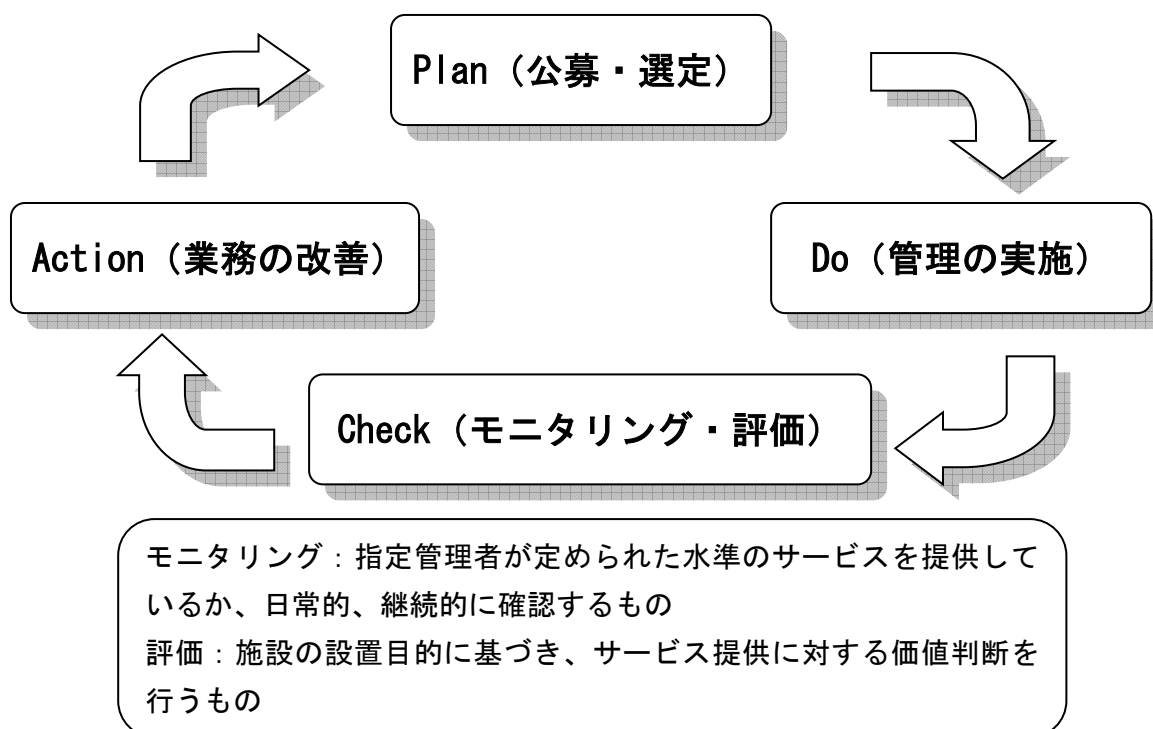 Plan（公募・選定）
Action（業務の改善）
Do（管理の実施）
Check（モニタリング・評価）
モニタリング：指定管理者が定められた水準のサービスを提供して
いるか、日常的、継続的に確認するもの
評価：施設の設置目的に基づき、サービス提供に対する価値判断を
行うもの